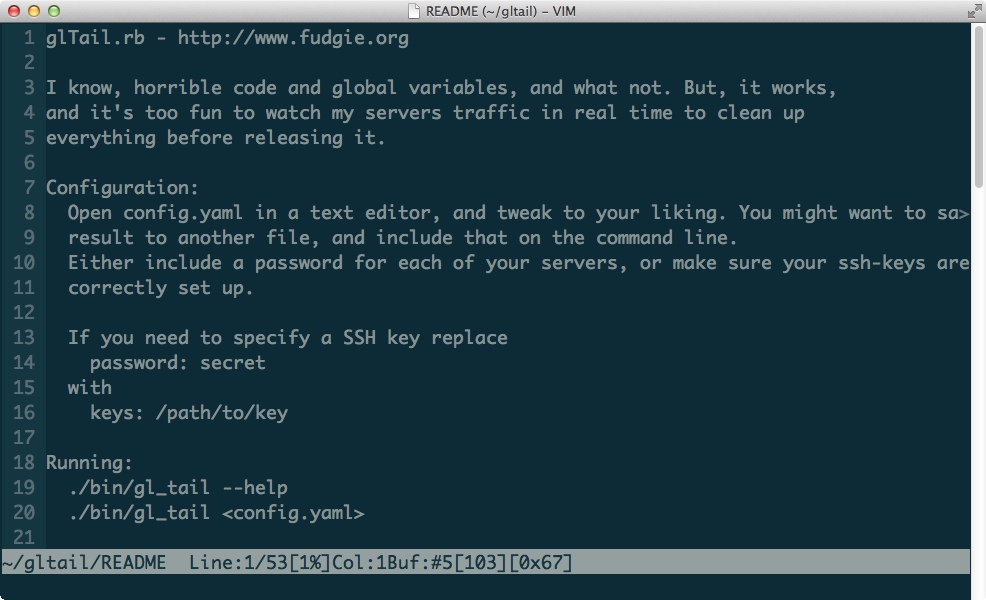 README (~/gltail) – VIM
1 glTail.rb - http://www.fudgie.org
2
3 I know, horrible code and global variables, and what not. But, it works,
4 and it's too fun to watch my servers traffic in real time to clean up
5 everything before releasing it.
6
7 Configuration:
8   Open config.yaml in a text editor, and tweak to your liking. You might want to sa>
9   result to another file, and include that on the command line.
10   Either include a password for each of your servers, or make sure your ssh-keys are
11   correctly set up.
12
13   If you need to specify a SSH key replace
14     password: secret
15   with
16     keys: /path/to/key
17
18 Running:
19   ./bin/gl_tail --help
20   ./bin/gl_tail <config.yaml>
21
~/gltail/README  Line:1/53[1%]Col:1Buf:#5[103][0x67]